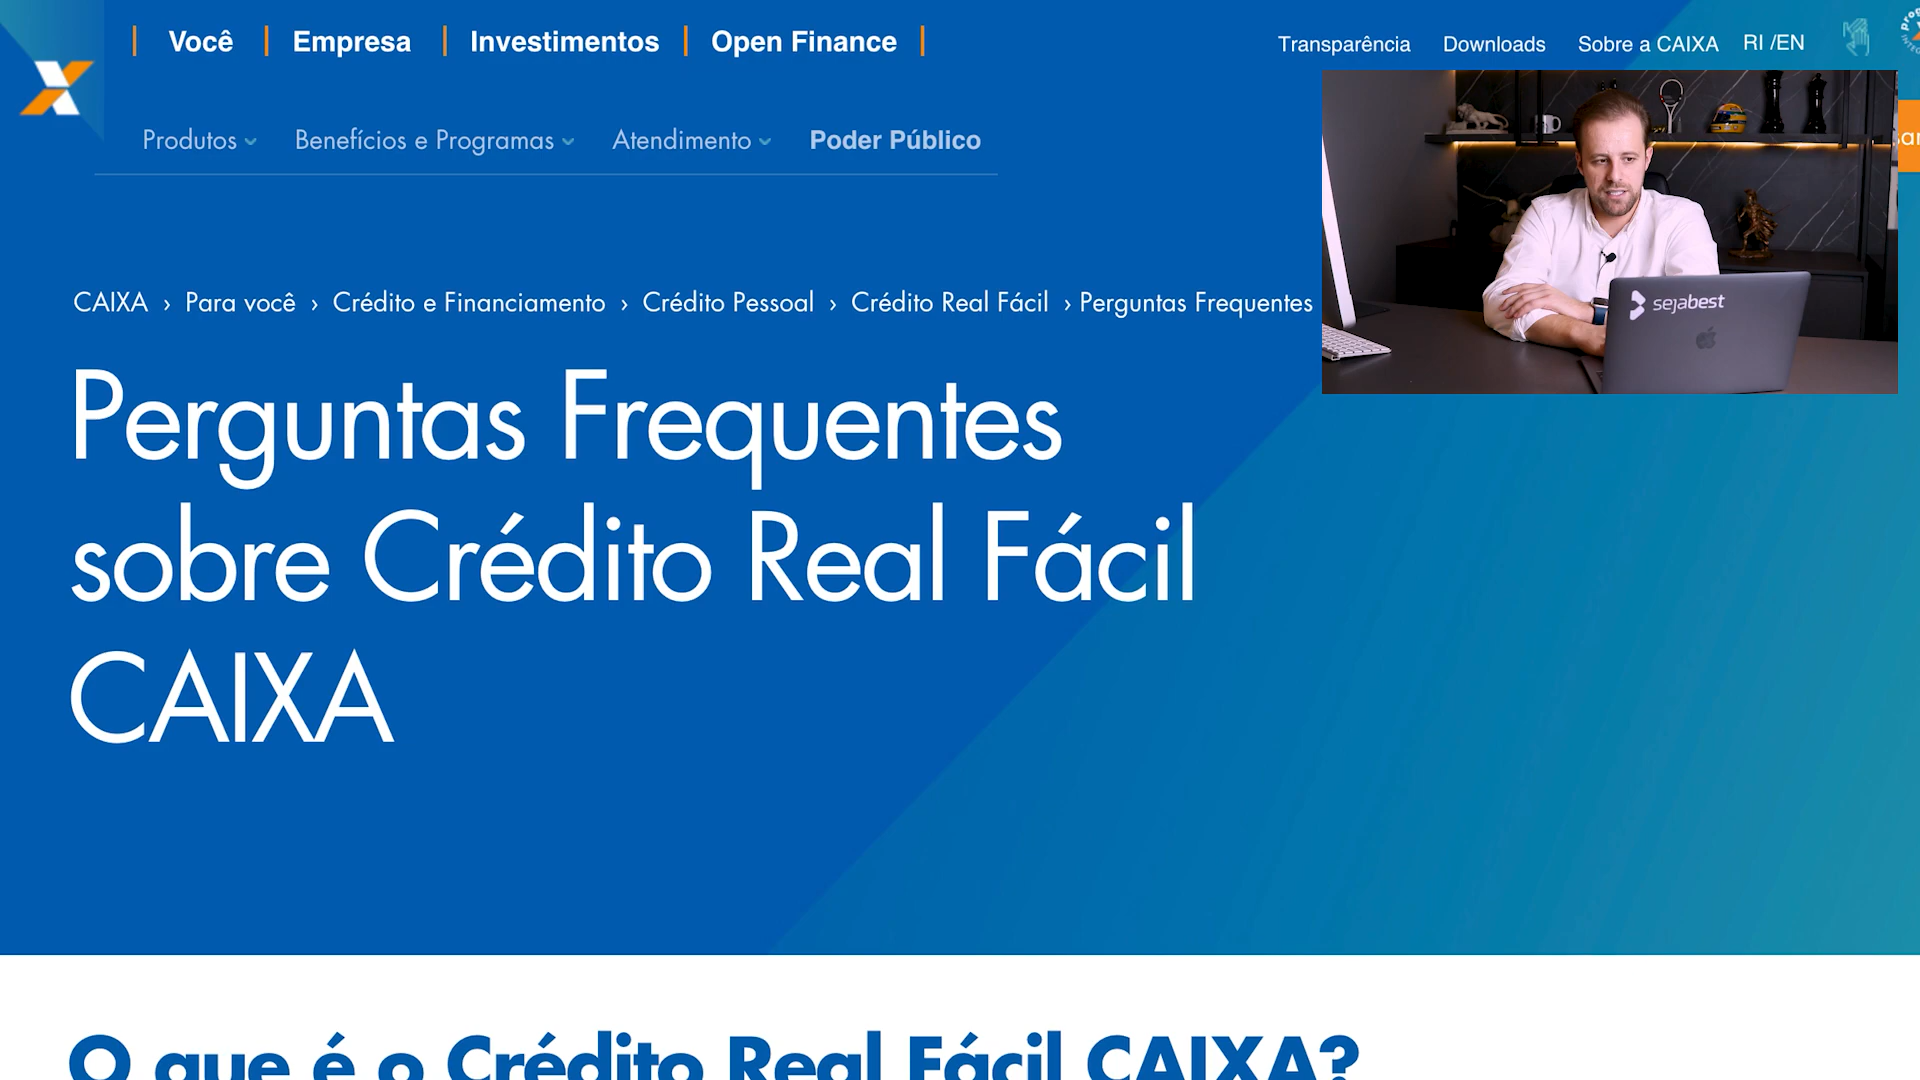 Você Empresa Investimentos Open Finance
Transparência Downloads Sobre a CAIXA RI /EN
Produtos Benefícios e Programas Atendimento Poder Público
CAIXA › Para você › Crédito e Financiamento › Crédito Pessoal › Crédito Real Fácil › Perguntas Frequentes
sejabest
Perguntas Frequentes
sobre Crédito Real Fácil
CAIXA
O que é o Crédito Real Fácil CAIXA?